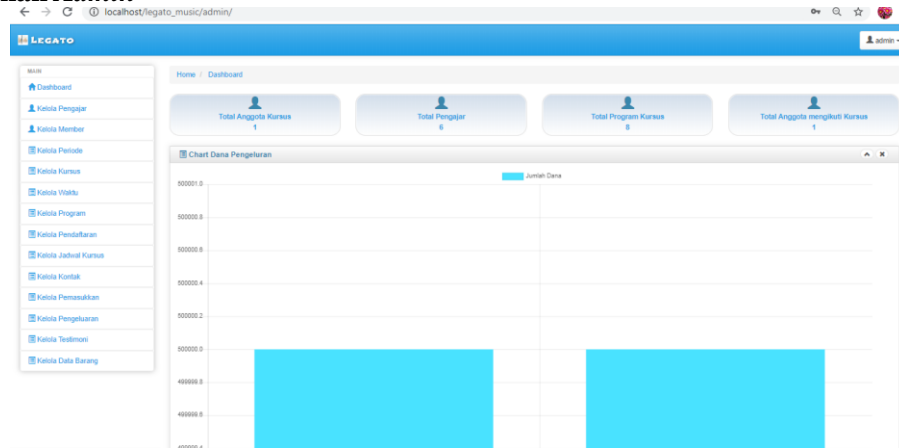 localhost/legato_music/admin/
LEGATO
admin
MAIN
Dashboard
Kelola Pengajar
Kelola Member
Kelola Periode
Kelola Kursus
Kelola Waktu
Kelola Program
Kelola Pendaftaran
Kelola Jadwal Kursus
Kelola Kontak
Kelola Pemasukkan
Kelola Pengeluaran
Kelola Testimoni
Kelola Data Barang
Home / Dashboard
Total Anggota Kursus
1
Total Pengajar
6
Total Program Kursus
8
Total Anggota mengikuti Kursus
1
Chart Dana Pengeluran
Jumlah Dana
500001.0
500000.8
500000.6
500000.4
500000.2
500000.0
499999.8
499999.6